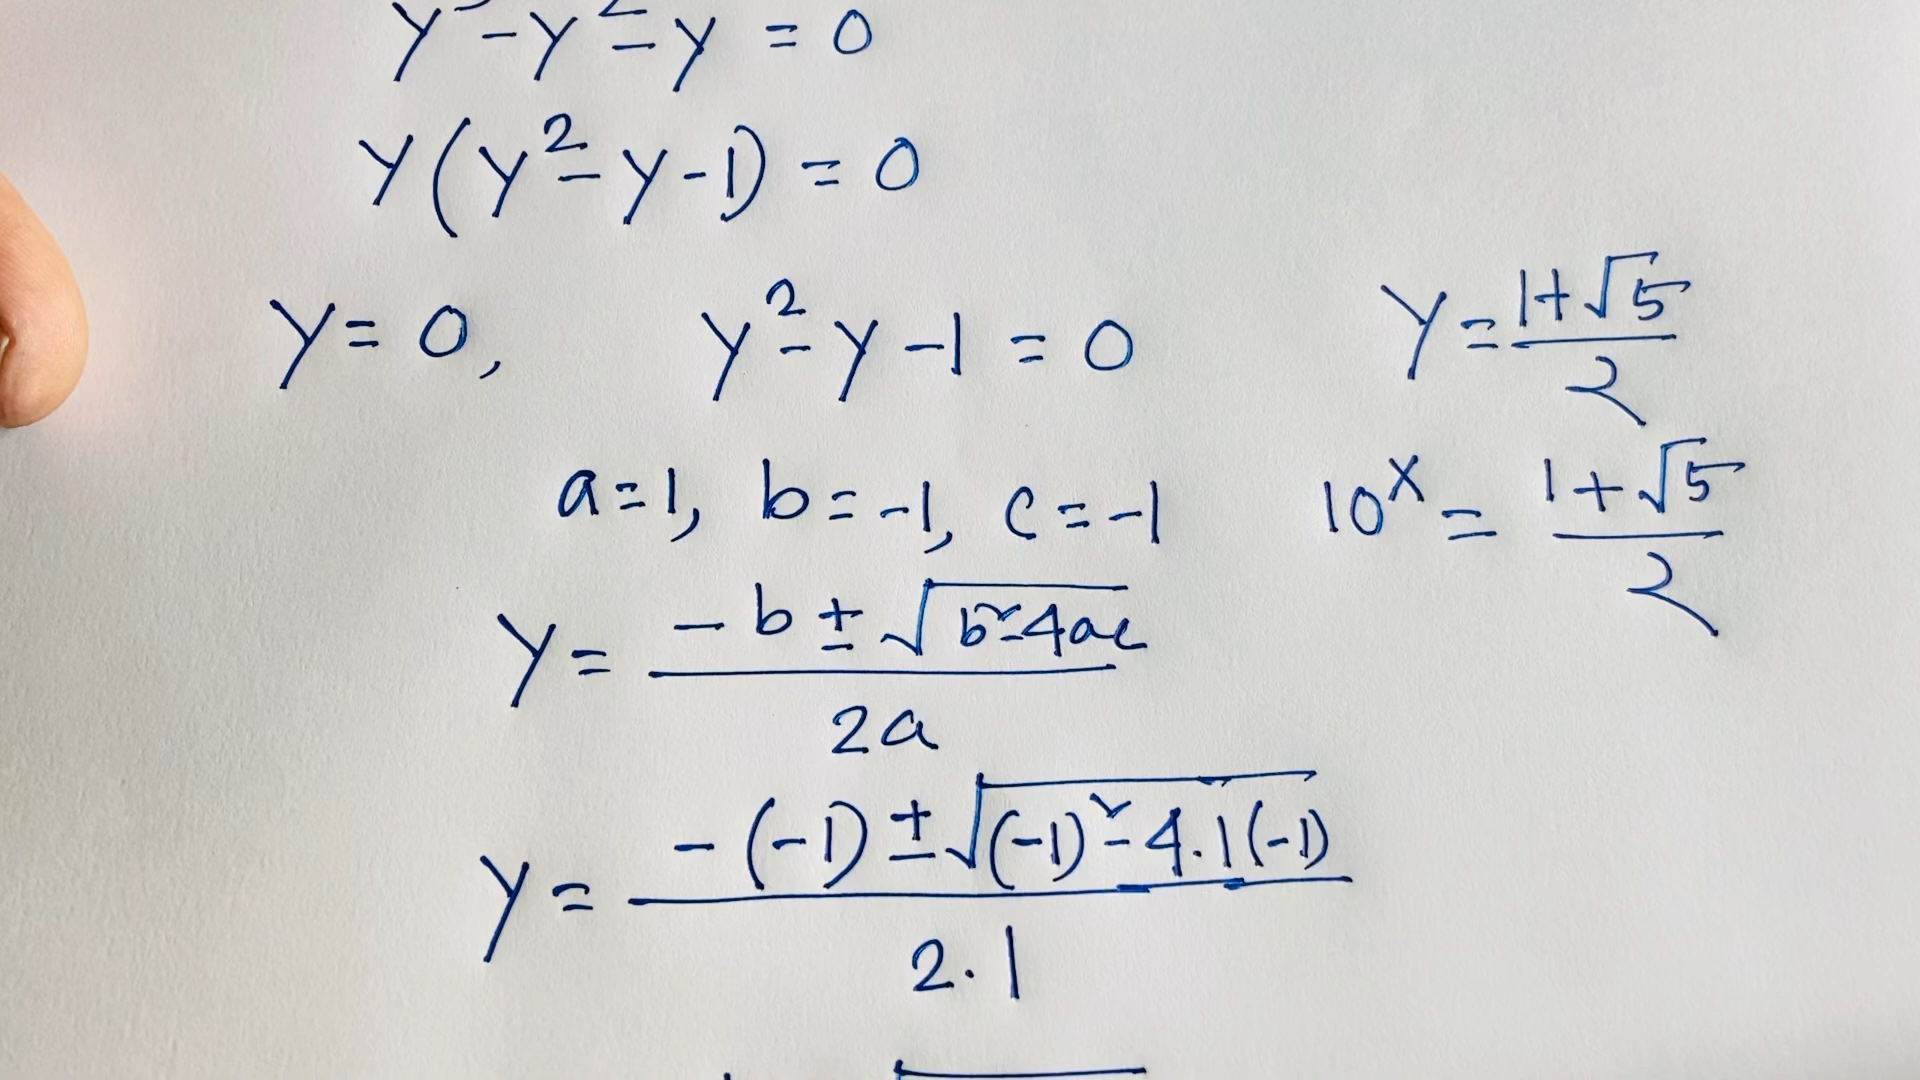 y³ - y² - y = 0
y(y² - y - 1) = 0
y = 0, y² - y - 1 = 0
a = 1, b = -1, c = -1
y = (-b ± √(b² - 4ac)) / 2a
y = (-(-1) ± √((-1)² - 4.1(-1))) / 2.1
y = (1 + √5) / 2
10^x = (1 + √5) / 2